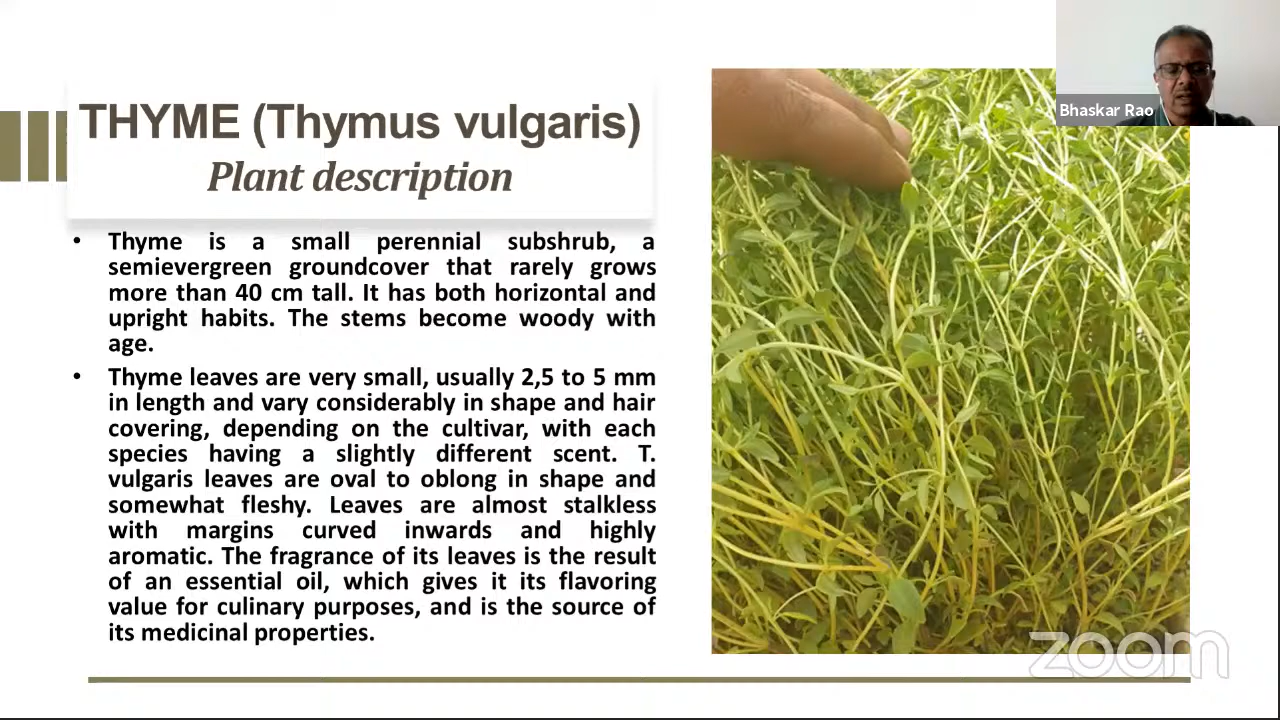 Bhaskar Rao
THYME (Thymus vulgaris)
Plant description
• Thyme is a small perennial subshrub, a
semievergreen groundcover that rarely grows
more than 40 cm tall. It has both horizontal and
upright habits. The stems become woody with
age.
• Thyme leaves are very small, usually 2,5 to 5 mm
in length and vary considerably in shape and hair
covering, depending on the cultivar, with each
species having a slightly different scent. T.
vulgaris leaves are oval to oblong in shape and
somewhat fleshy. Leaves are almost stalkless
with margins curved inwards and highly
aromatic. The fragrance of its leaves is the result
of an essential oil, which gives it its flavoring
value for culinary purposes, and is the source of
its medicinal properties.
zoom